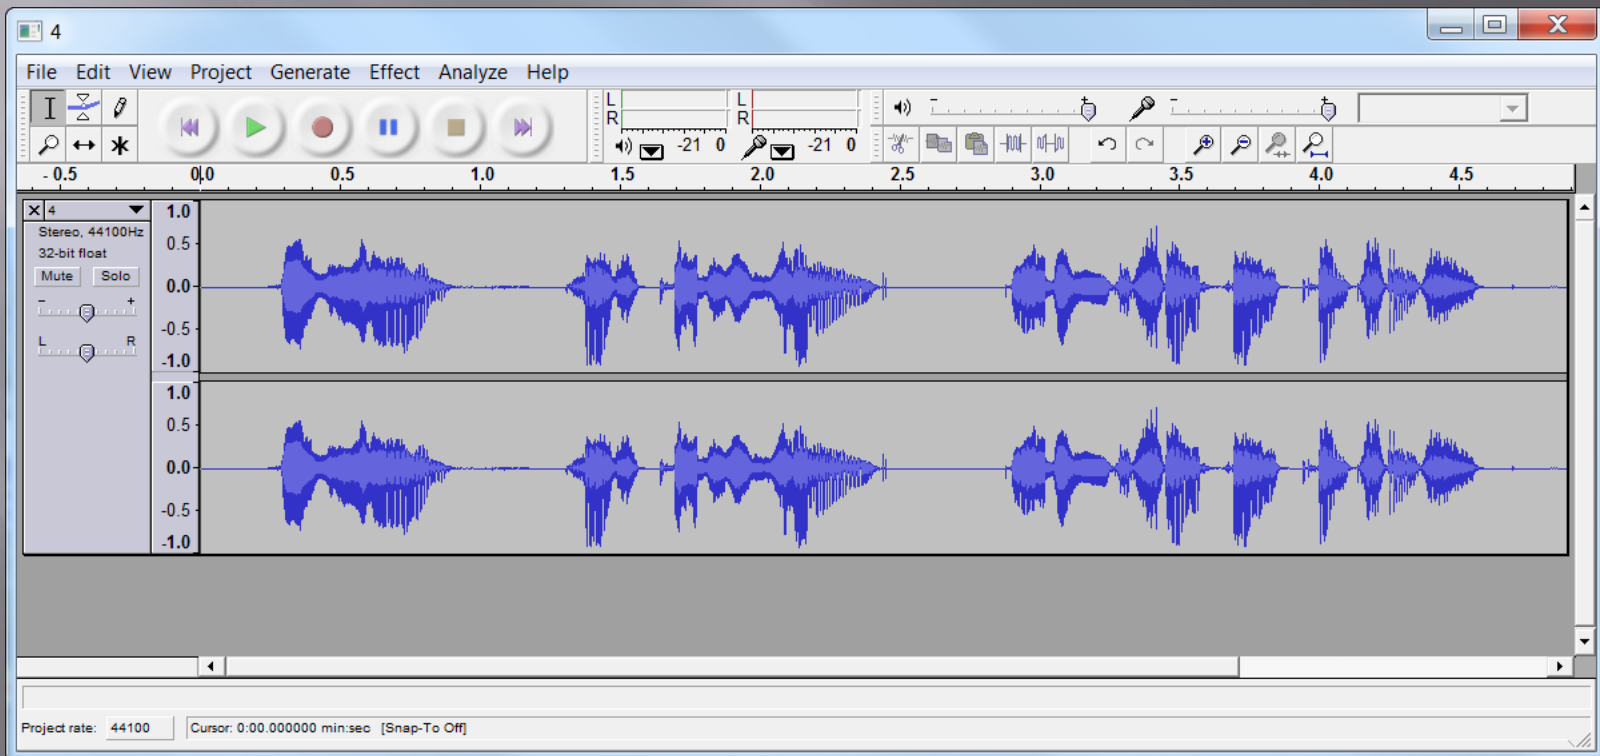 4
File Edit View Project Generate Effect Analyze Help
L
R
-21 0
L
R
-21 0
- +
- +
- 0.5 0.0 0.5 1.0 1.5 2.0 2.5 3.0 3.5 4.0 4.5
4
Stereo, 44100Hz
32-bit float
Mute Solo
- +
L R
1.0
0.5
0.0
-0.5
-1.0
1.0
0.5
0.0
-0.5
-1.0
Project rate: 44100 Cursor: 0:00.000000 min:sec [Snap-To Off]